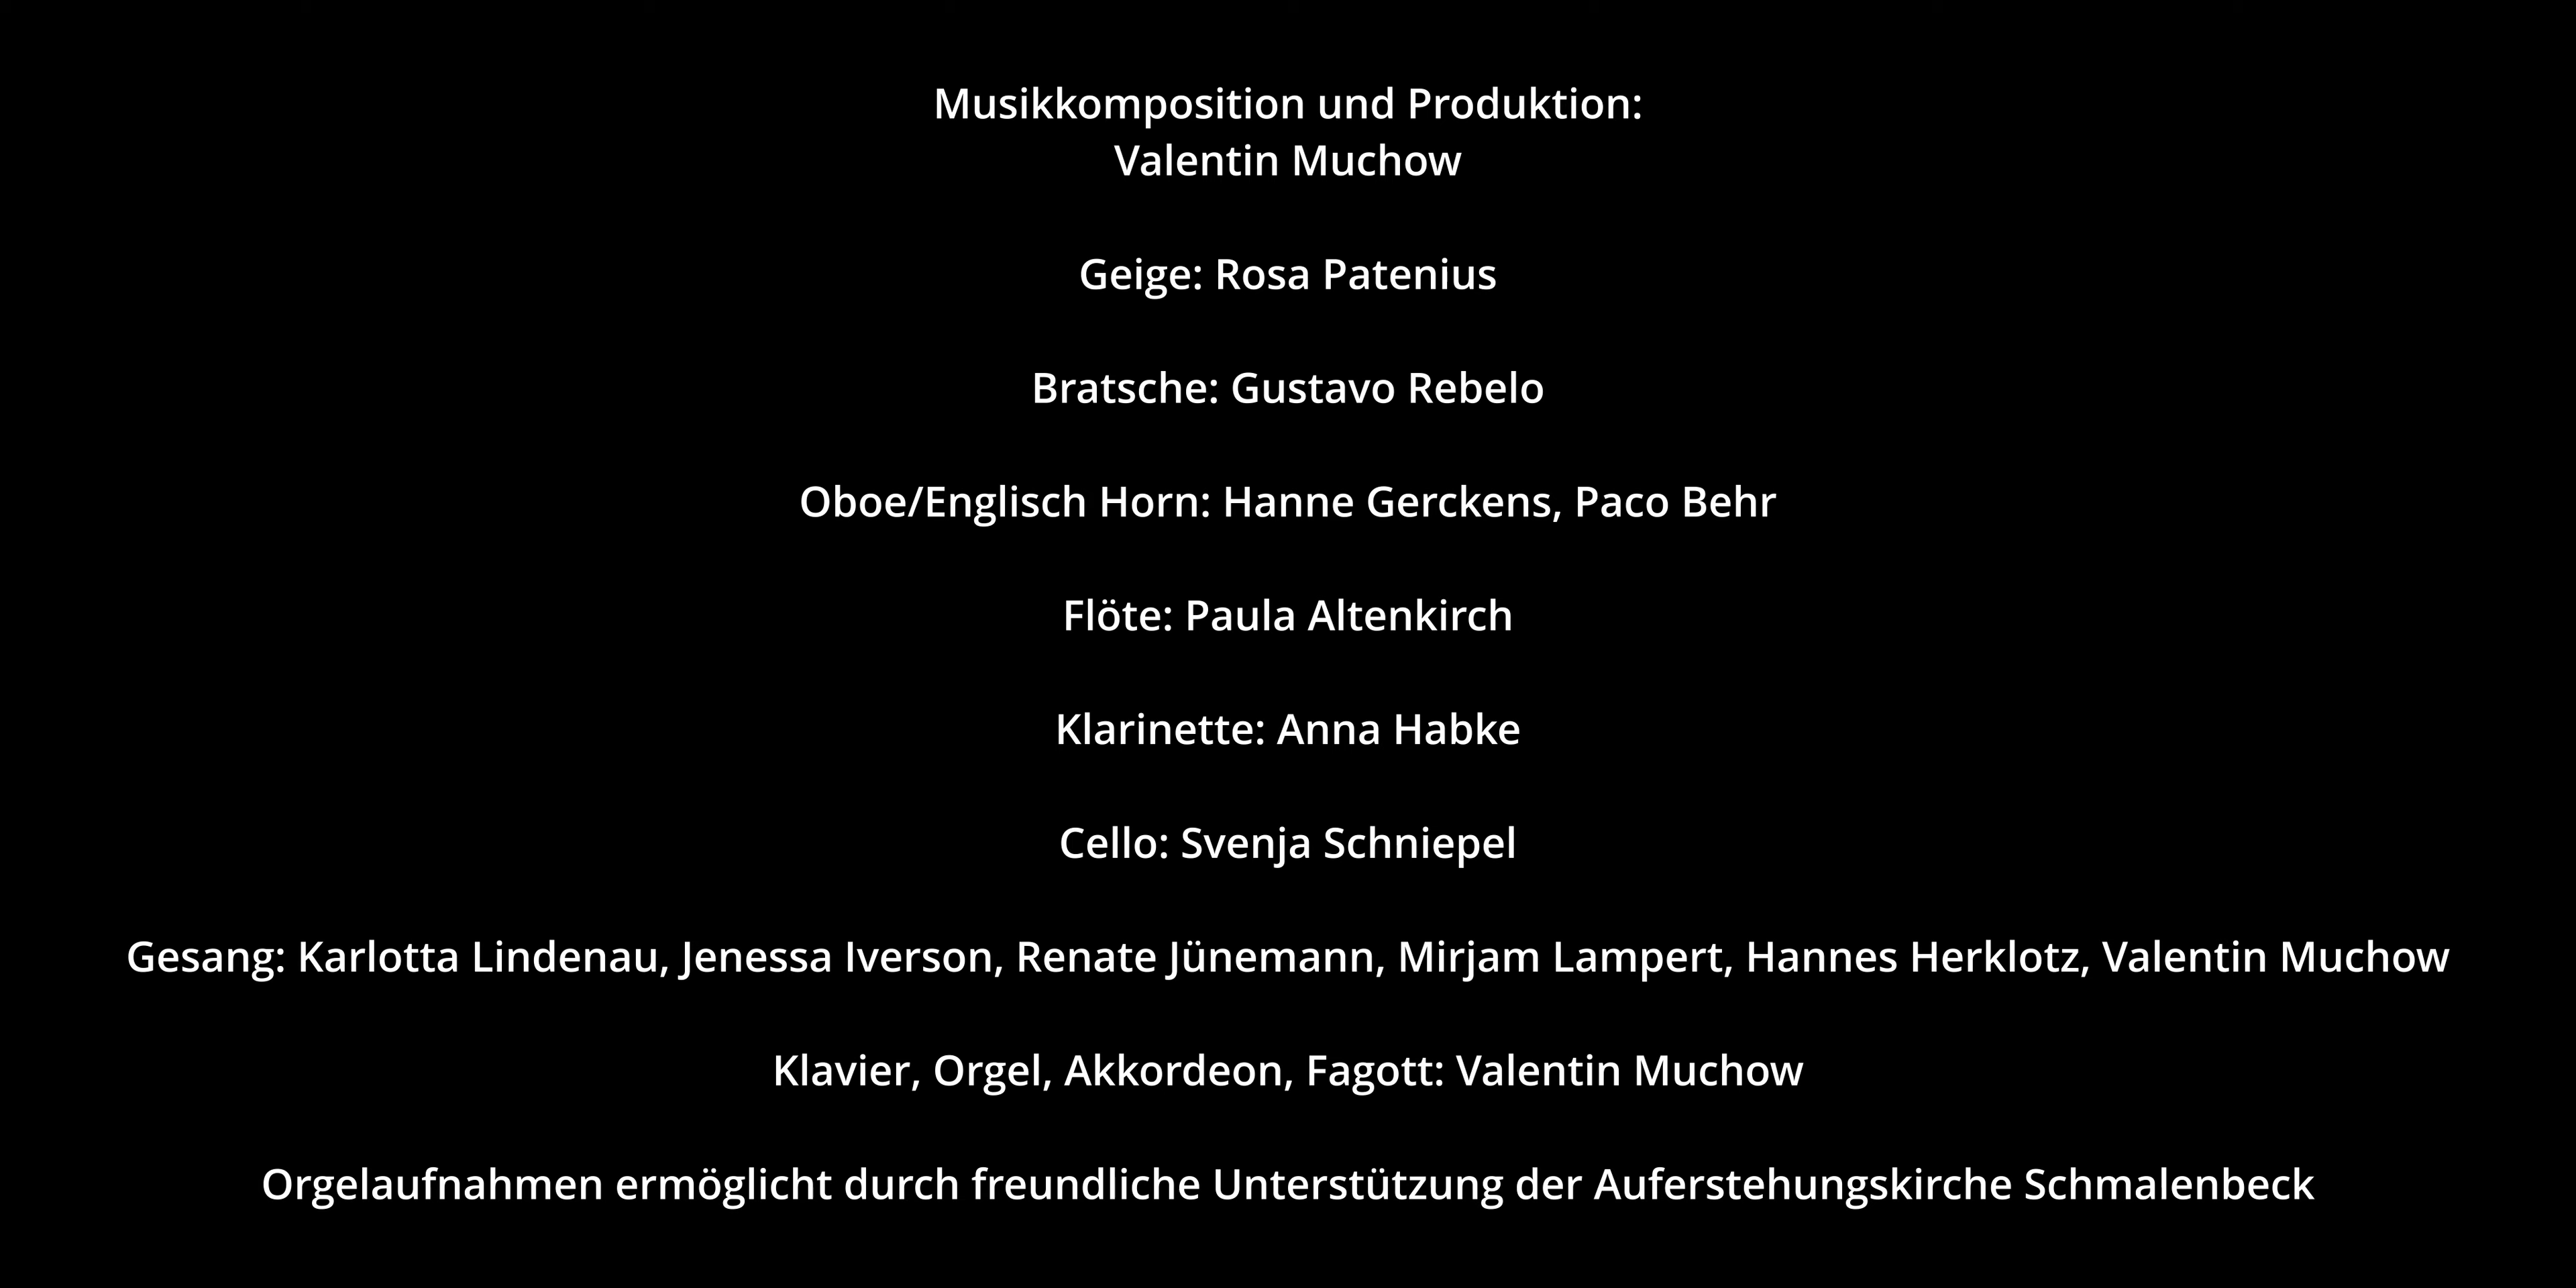 Musikkomposition und Produktion:
Valentin Muchow
Geige: Rosa Patenius
Bratsche: Gustavo Rebelo
Oboe/Englisch Horn: Hanne Gerckens, Paco Behr
Flöte: Paula Altenkirch
Klarinette: Anna Habke
Cello: Svenja Schniepel
Gesang: Karlotta Lindenau, Jenessa Iverson, Renate Jünemann, Mirjam Lampert, Hannes Herklotz, Valentin Muchow
Klavier, Orgel, Akkordeon, Fagott: Valentin Muchow
Orgelaufnahmen ermöglicht durch freundliche Unterstützung der Auferstehungskirche Schmalenbeck